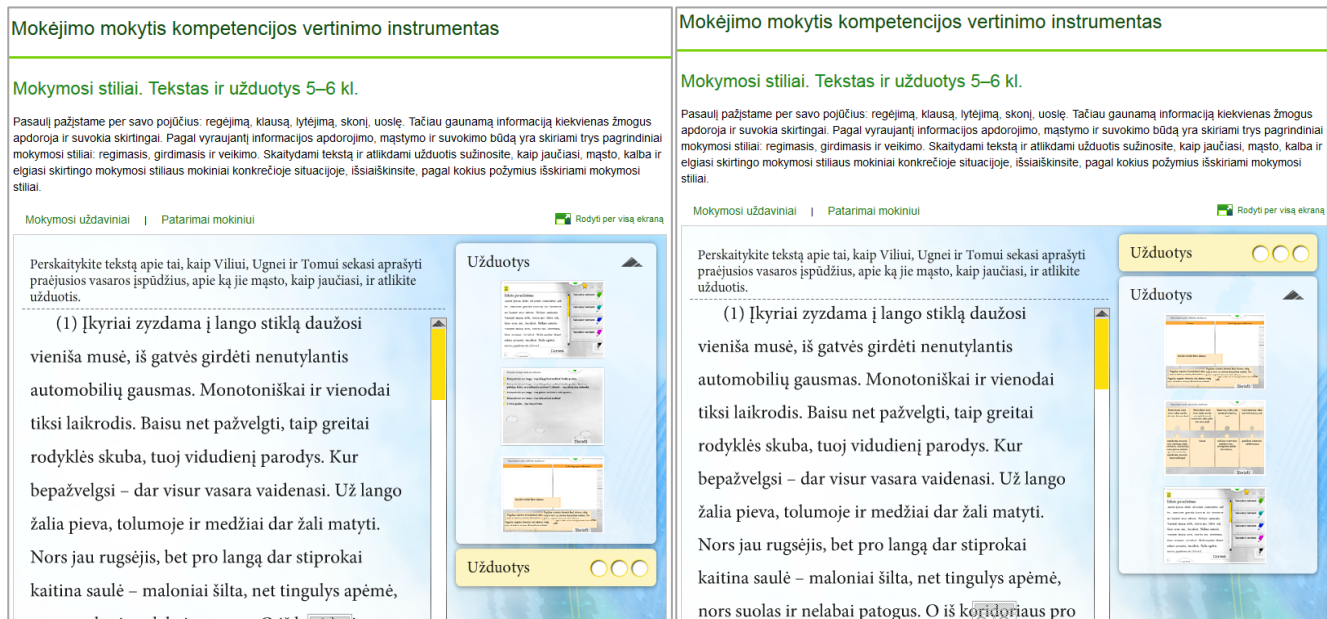 Mokėjimo mokytis kompetencijos vertinimo instrumentas
Mokymosi stiliai. Tekstas ir užduotys 5–6 kl.
Pasaulį pažįstame per savo pojūčius: regėjimą, klausą, lytėjimą, skonį, uoslę. Tačiau gaunamą informaciją kiekvienas žmogus
apdoroja ir suvokia skirtingai. Pagal vyraujantį informacijos apdorojimo, mąstymo ir suvokimo būdą yra skiriami trys pagrindiniai
mokymosi stiliai: regimasis, girdimasis ir veikimo. Skaitydami tekstą ir atlikdami užduotis sužinosite, kaip jaučiasi, mąsto, kalba ir
elgiasi skirtingo mokymosi stiliaus mokiniai konkrečioje situacijoje, išsiaiškinsite, pagal kokius požymius išskiriami mokymosi
stiliai.
Mokymosi uždaviniai | Patarimai mokiniui
Rodyti per visą ekraną
Perskaitykite tekstą apie tai, kaip Viliui, Ugnei ir Tomui sekasi aprašyti
praėjusios vasaros įspūdžius, apie ką jie mąsto, kaip jaučiasi, ir atlikite
užduotis.
(1) Įkyriai zyzdama į lango stiklą daužosi
vieniša musė, iš gatvės girdėti nenutylantis
automobilių gausmas. Monotoniškai ir vienodai
tiksi laikrodis. Baisu net pažvelgti, taip greitai
rodyklės skuba, tuoj vidudienį parodys. Kur
bepažvelgsi – dar visur vasara vaidenasi. Už lango
žalia pieva, tolumoje ir medžiai dar žali matyti.
Nors jau rugsėjis, bet pro langą dar stiprokai
kaitina saulė – maloniai šilta, net tingulys apėmė,
Užduotys
Užduotys
Mokėjimo mokytis kompetencijos vertinimo instrumentas
Mokymosi stiliai. Tekstas ir užduotys 5–6 kl.
Pasaulį pažįstame per savo pojūčius: regėjimą, klausą, lytėjimą, skonį, uoslę. Tačiau gaunamą informaciją kiekvienas žmogus
apdoroja ir suvokia skirtingai. Pagal vyraujantį informacijos apdorojimo, mąstymo ir suvokimo būdą yra skiriami trys pagrindiniai
mokymosi stiliai: regimasis, girdimasis ir veikimo. Skaitydami tekstą ir atlikdami užduotis sužinosite, kaip jaučiasi, mąsto, kalba ir
elgiasi skirtingo mokymosi stiliaus mokiniai konkrečioje situacijoje, išsiaiškinsite, pagal kokius požymius išskiriami mokymosi
stiliai.
Mokymosi uždaviniai | Patarimai mokiniui
Rodyti per visą ekraną
Perskaitykite tekstą apie tai, kaip Viliui, Ugnei ir Tomui sekasi aprašyti
praėjusios vasaros įspūdžius, apie ką jie mąsto, kaip jaučiasi, ir atlikite
užduotis.
(1) Įkyriai zyzdama į lango stiklą daužosi
vieniša musė, iš gatvės girdėti nenutylantis
automobilių gausmas. Monotoniškai ir vienodai
tiksi laikrodis. Baisu net pažvelgti, taip greitai
rodyklės skuba, tuoj vidudienį parodys. Kur
bepažvelgsi – dar visur vasara vaidenasi. Už lango
žalia pieva, tolumoje ir medžiai dar žali matyti.
Nors jau rugsėjis, bet pro langą dar stiprokai
kaitina saulė – maloniai šilta, net tingulys apėmė,
nors suolas ir nelabai patogus. O iš koridoriaus pro
Užduotys
Užduotys